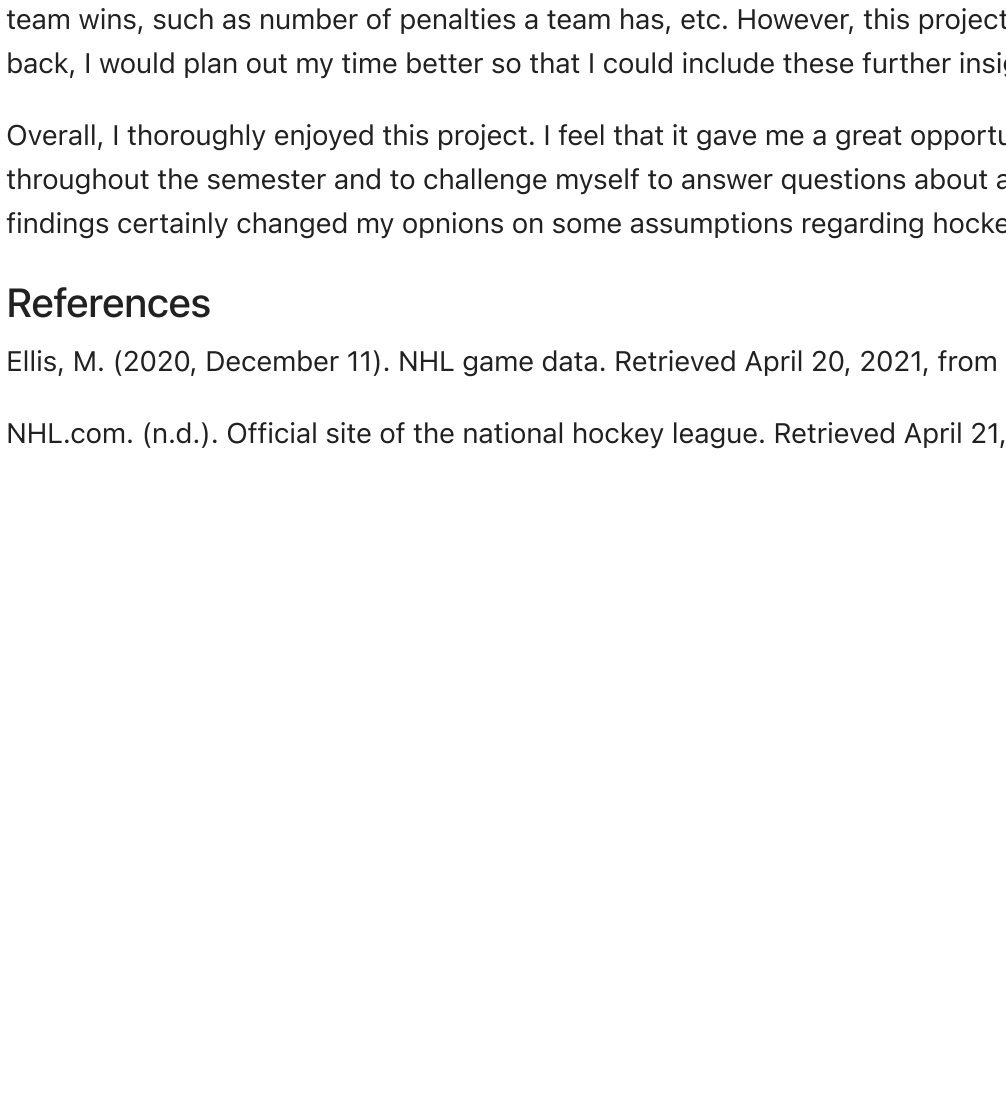 team wins, such as number of penalties a team has, etc. However, this project
back, I would plan out my time better so that I could include these further
Overall, I thoroughly enjoyed this project. I feel that it gave me a great
throughout the semester and to challenge myself to answer questions about a
findings certainly changed my opnions on some assumptions regarding
References
Ellis, M. (2020, December 11). NHL game data. Retrieved April 20, 2021, from
NHL.com. (n.d.). Official site of the national hockey league. Retrieved April 21,